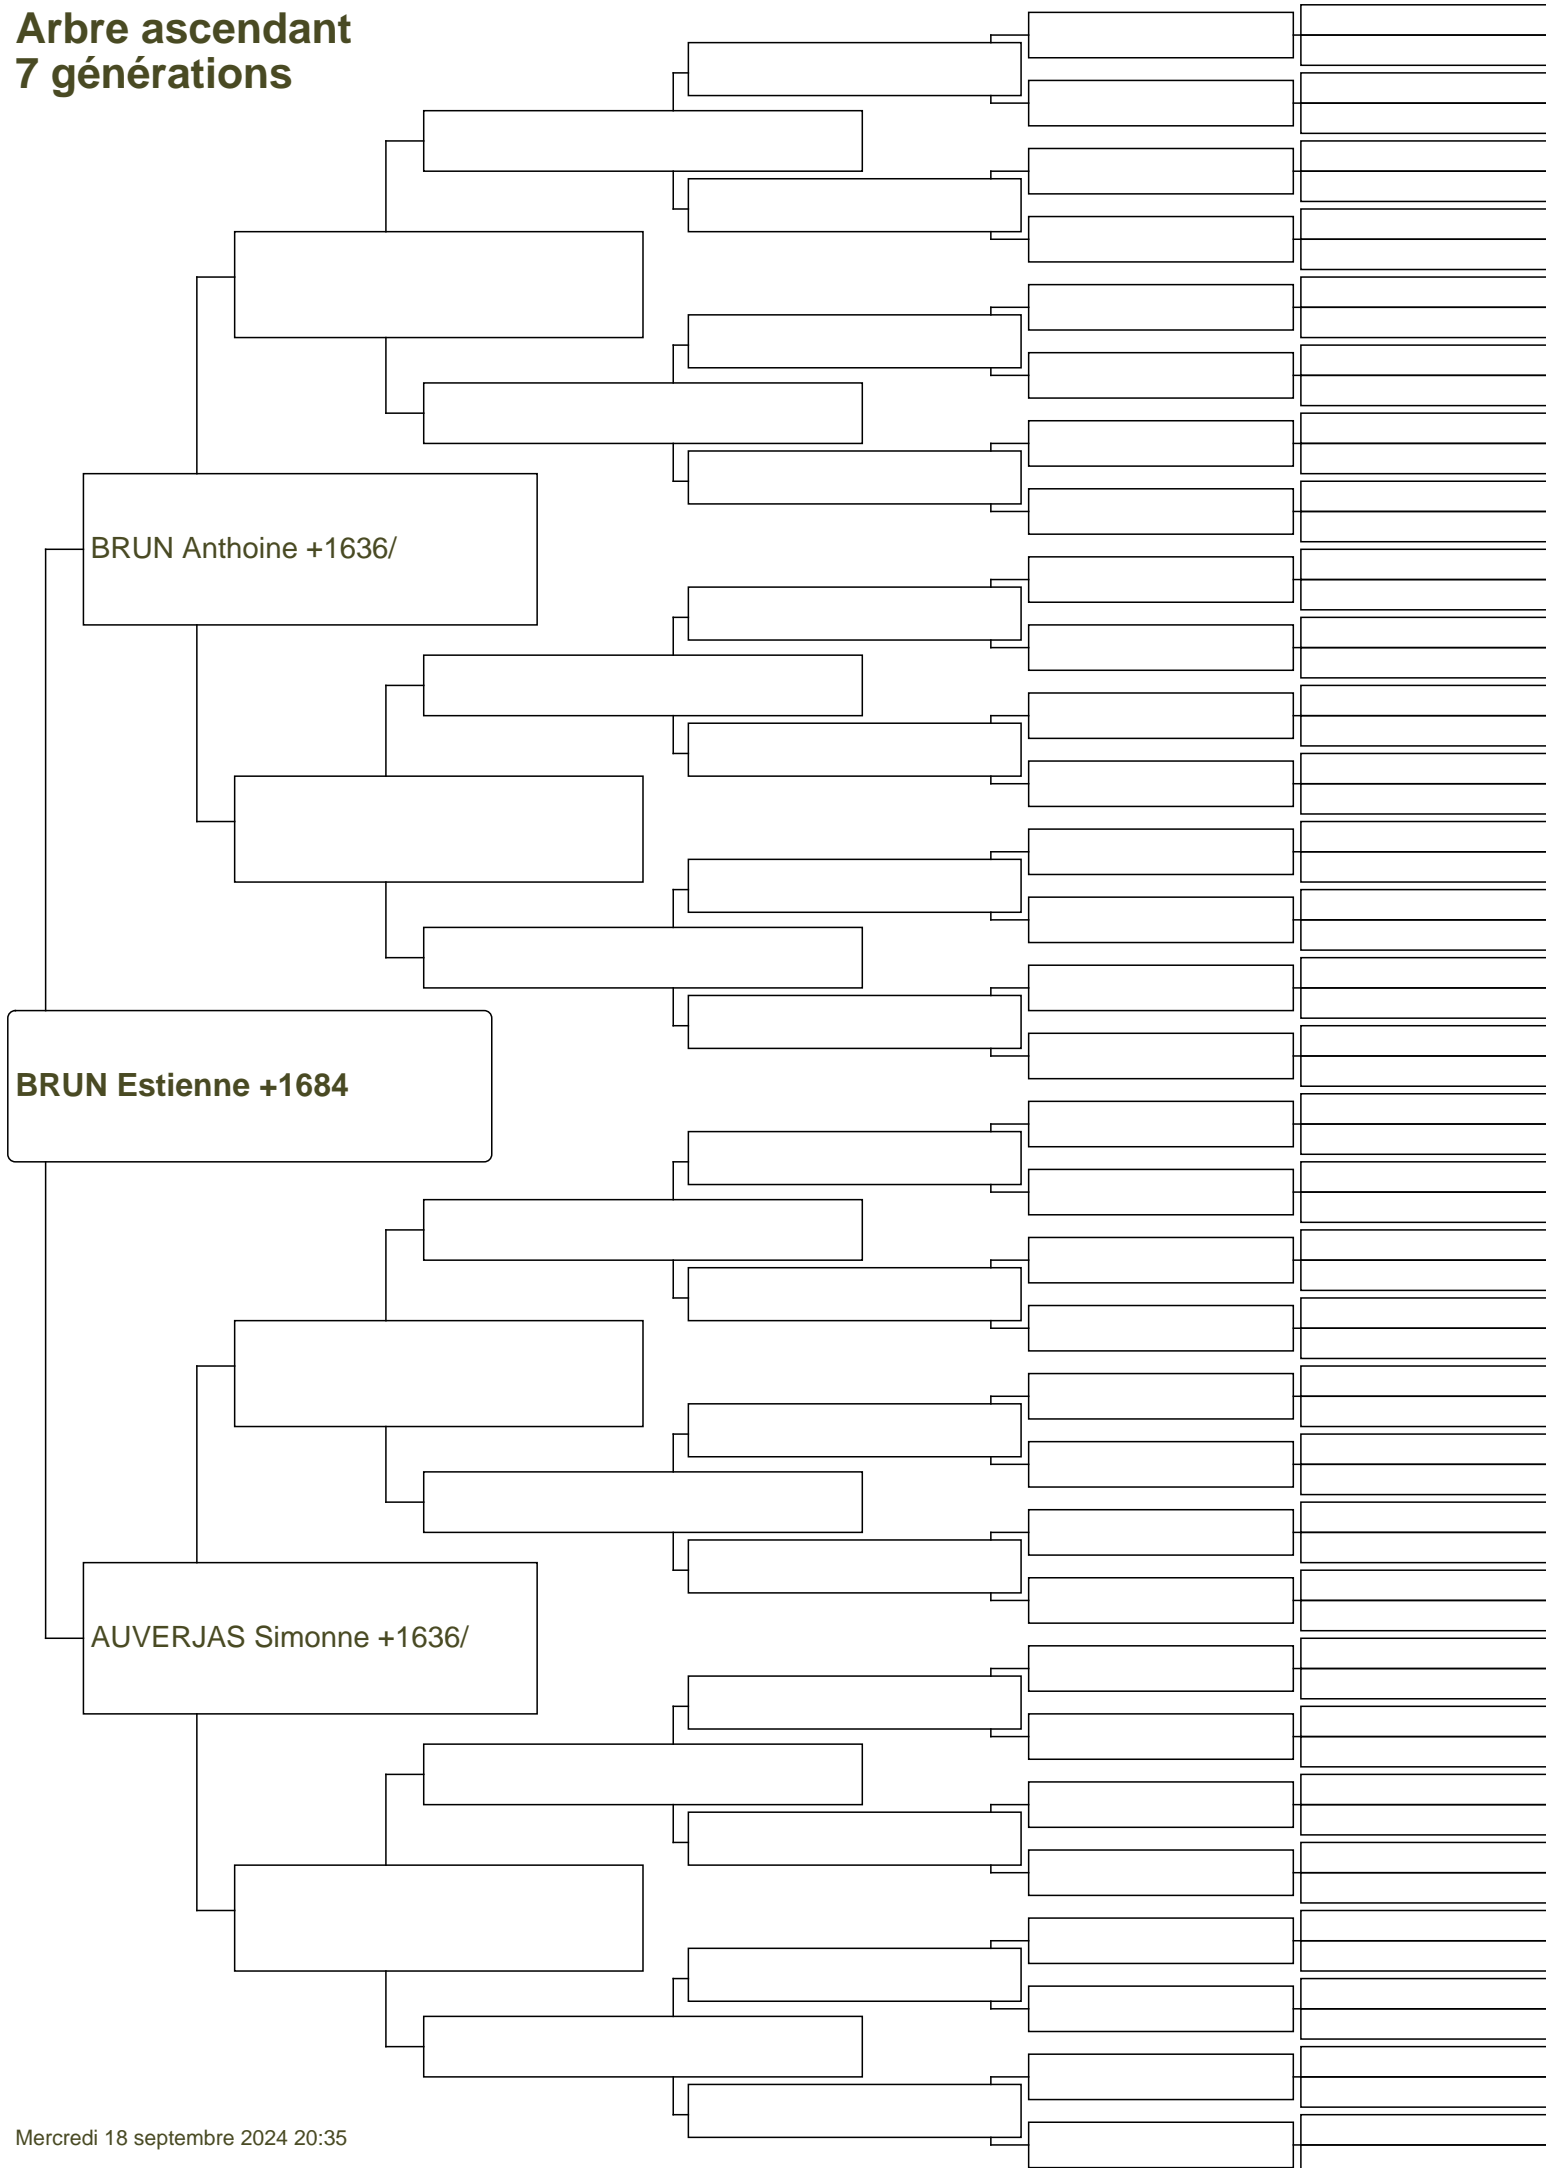 Arbre ascendant
7 générations
BRUN Anthoine +1636/
BRUN Estienne +1684
AUVERJAS Simonne +1636/
Mercredi 18 septembre 2024 20:35